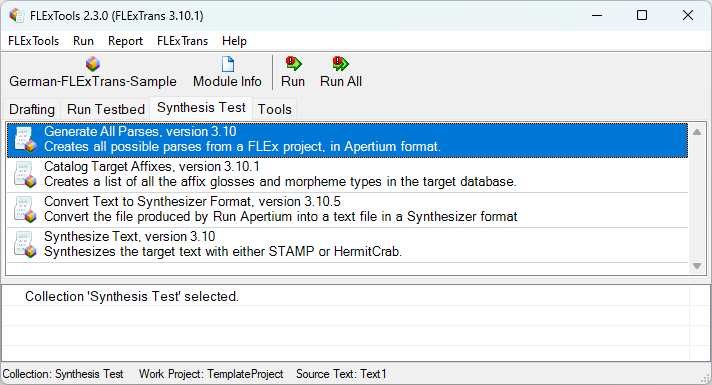 FLExTools 2.3.0 (FLExTrans 3.10.1)
FLExTools Run Report FLExTrans Help
German-FLExTrans-Sample Module Info Run Run All
Drafting Run Testbed Synthesis Test Tools
Generate All Parses, version 3.10
Creates all possible parses from a FLEx project, in Apertium format.
Catalog Target Affixes, version 3.10.1
Creates a list of all the affix glosses and morpheme types in the target database.
Convert Text to Synthesizer Format, version 3.10.5
Convert the file produced by Run Apertium into a text file in a Synthesizer format
Synthesize Text, version 3.10
Synthesizes the target text with either STAMP or HermitCrab.
Collection 'Synthesis Test' selected.
Collection: Synthesis Test Work Project: TemplateProject Source Text: Text1